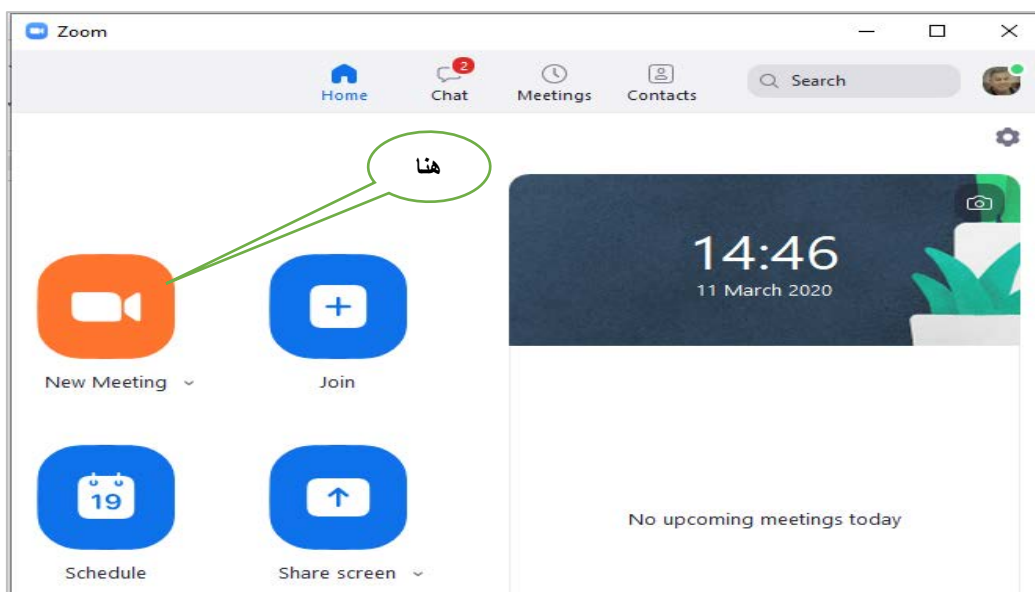 Zoom
2
Home Chat Meetings Contacts Search
هنا
14:46
11 March 2020
New Meeting Join
19
Schedule Share screen
No upcoming meetings today